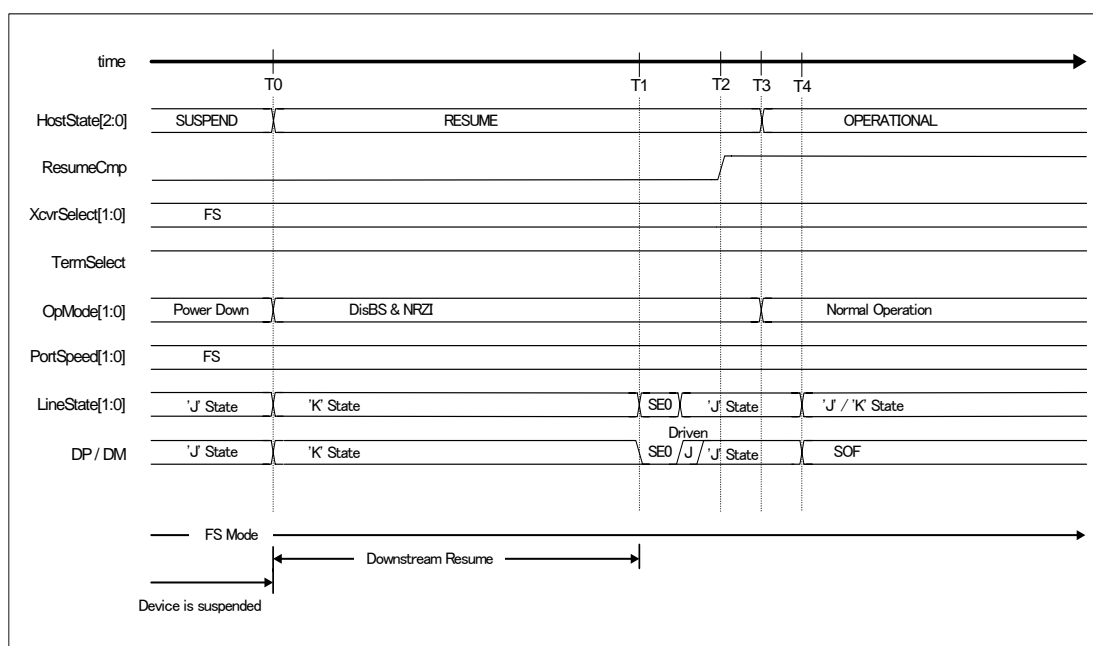 time
T0 T1 T2 T3 T4
HostState[2:0] SUSPEND RESUME OPERATIONAL
ResumeCmp
XcvrSelect[1:0] FS
TermSelect
OpMode[1:0] Power Down DisBS & NRZI Normal Operation
PortSpeed[1:0] FS
LineState[1:0] 'J' State 'K' State SE0 'J' State 'J' / 'K' State
Driven
DP / DM 'J' State 'K' State SE0 J 'J' State SOF
FS Mode
Downstream Resume
Device is suspended